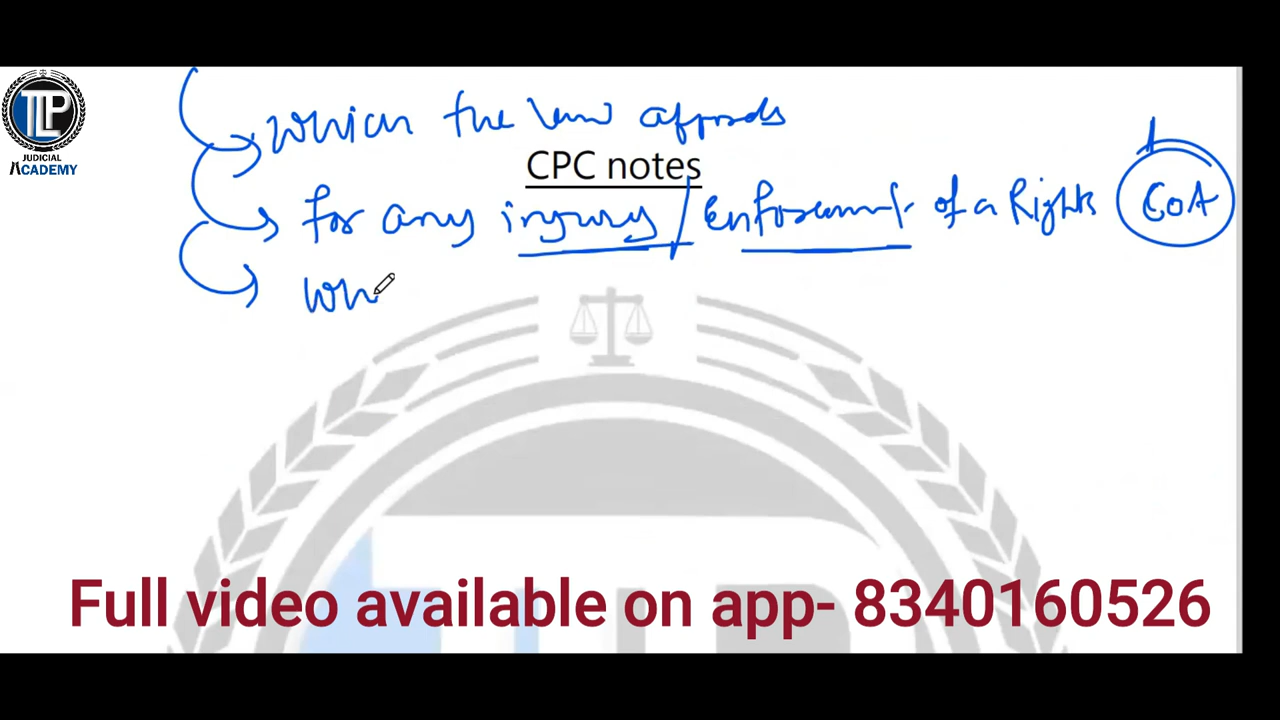 which the law affords
CPC notes
for any injury / enforcement of a Rights COA
wh
TLP
JUDICIAL
ACADEMY
Full video available on app- 8340160526